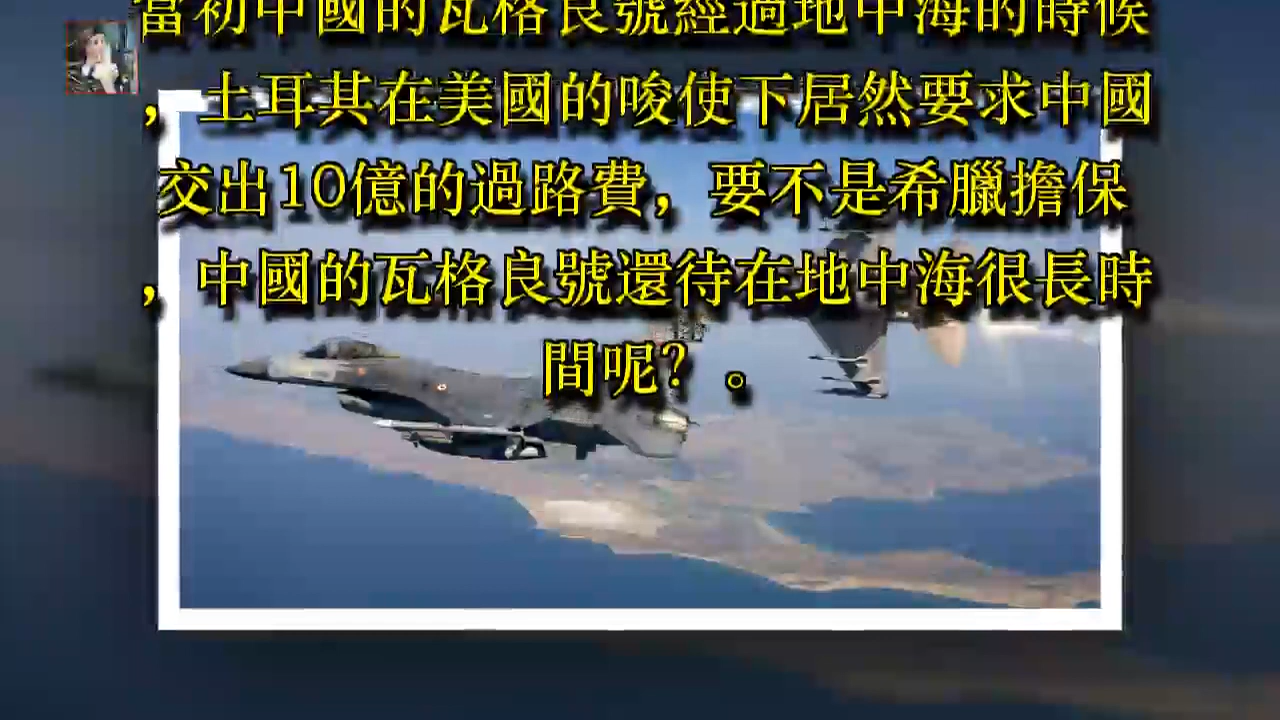 當初中國的瓦格良號經過地中海的時候
，土耳其在美國的唆使下居然要求中國
交出10億的過路費，要不是希臘擔保
，中國的瓦格良號還待在地中海很長時
間呢？。